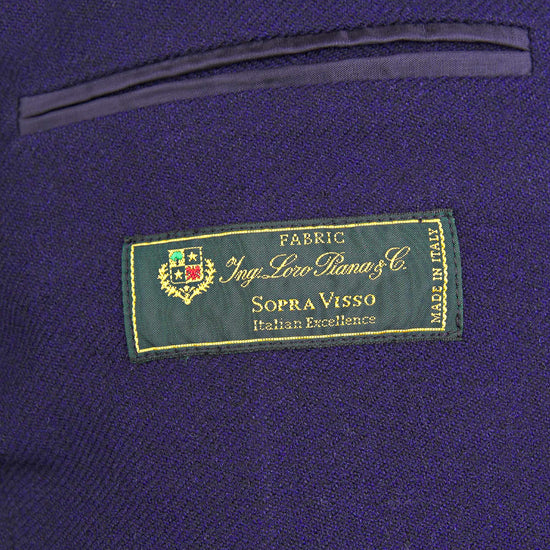 FABRIC
Ing. Loro Piana & C.
SOPRA VISSO
Italian Excellence
MADE IN ITALY